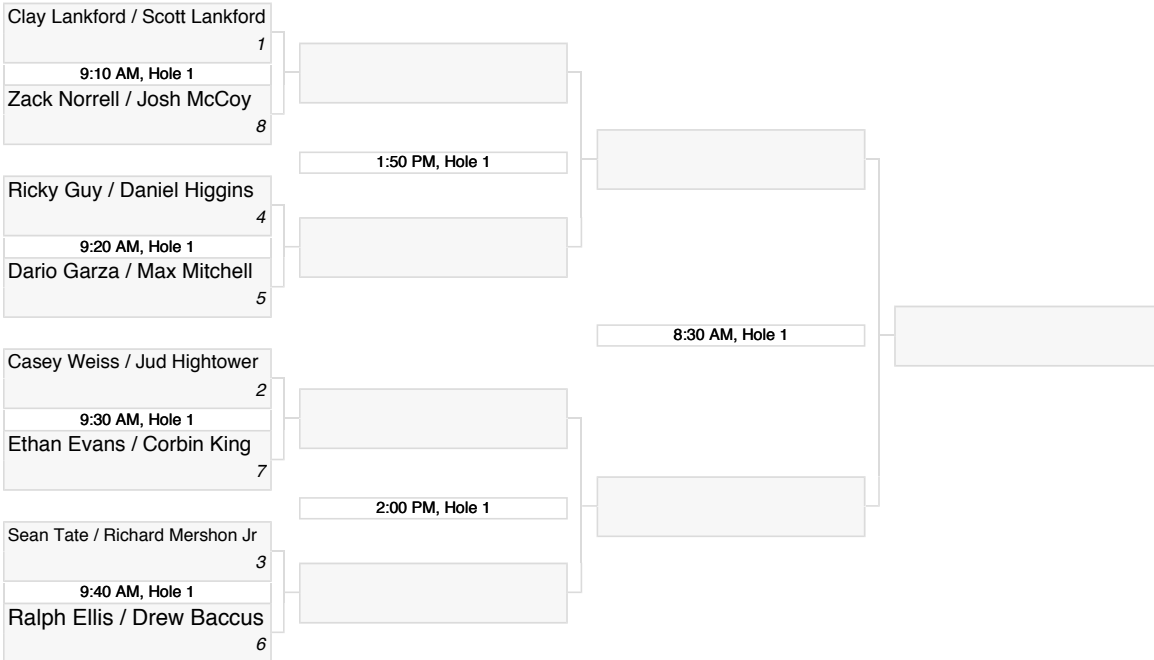 Clay Lankford / Scott Lankford
1
9:10 AM, Hole 1
Zack Norrell / Josh McCoy
8
Ricky Guy / Daniel Higgins
4
9:20 AM, Hole 1
Dario Garza / Max Mitchell
5
Casey Weiss / Jud Hightower
2
9:30 AM, Hole 1
Ethan Evans / Corbin King
7
Sean Tate / Richard Mershon Jr
3
9:40 AM, Hole 1
Ralph Ellis / Drew Baccus
6
1:50 PM, Hole 1
2:00 PM, Hole 1
8:30 AM, Hole 1